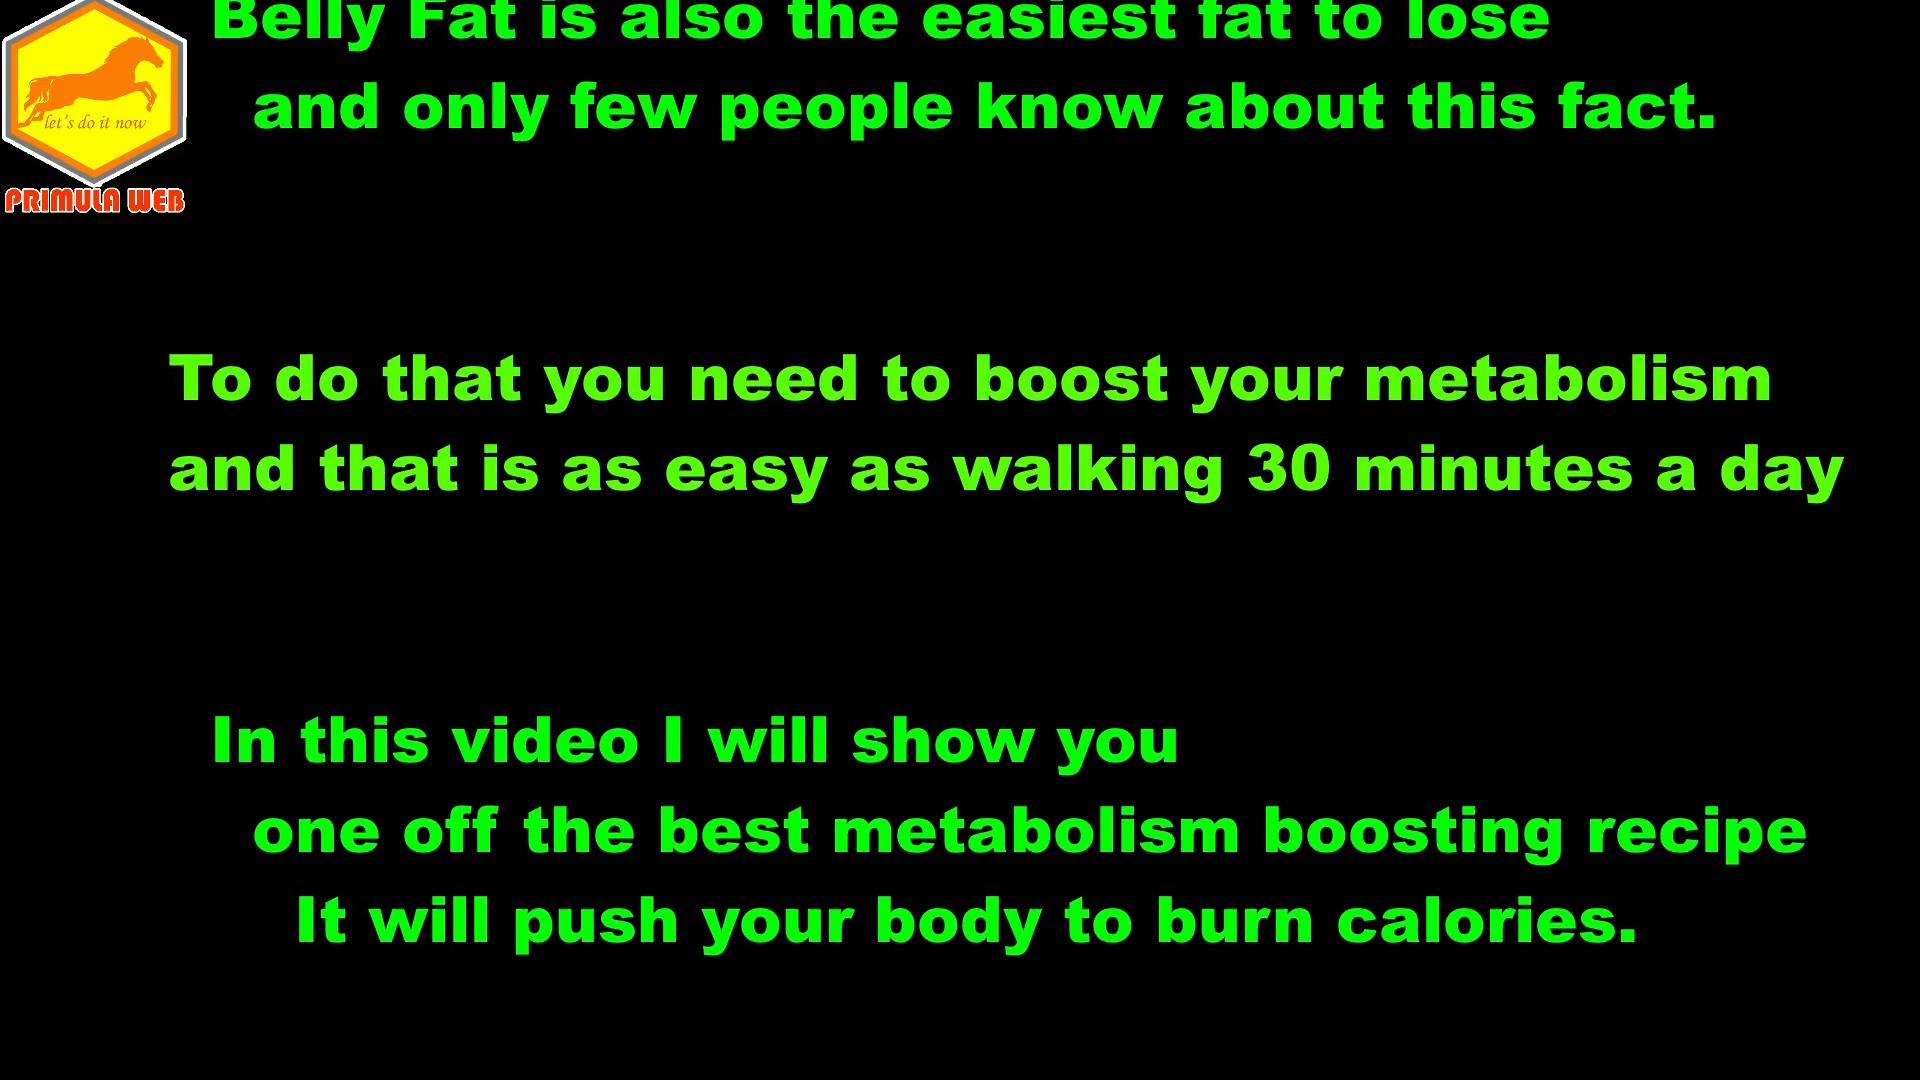 Belly Fat is also the easiest fat to lose
and only few people know about this fact.
let's do it now
PRIMULA WEB
To do that you need to boost your metabolism
and that is as easy as walking 30 minutes a day
In this video I will show you
one off the best metabolism boosting recipe
It will push your body to burn calories.